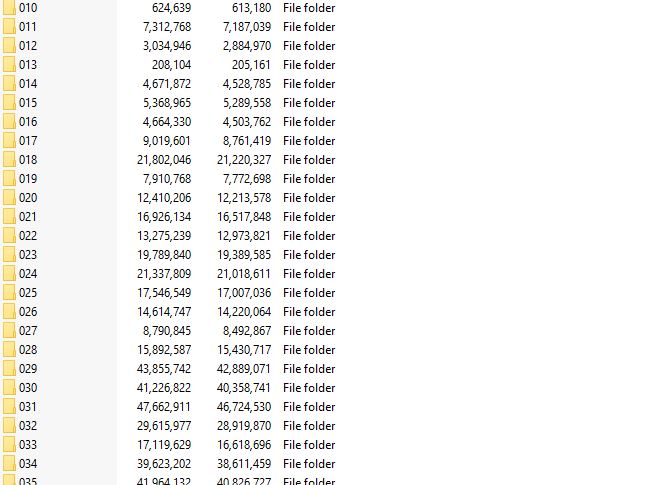 010 624,639 613,180 File folder
011 7,312,768 7,187,039 File folder
012 3,034,946 2,884,970 File folder
013 208,104 205,161 File folder
014 4,671,872 4,528,785 File folder
015 5,368,965 5,289,558 File folder
016 4,664,330 4,503,762 File folder
017 9,019,601 8,761,419 File folder
018 21,802,046 21,220,327 File folder
019 7,910,768 7,772,698 File folder
020 12,410,206 12,213,578 File folder
021 16,926,134 16,517,848 File folder
022 13,275,239 12,973,821 File folder
023 19,789,840 19,389,585 File folder
024 21,337,809 21,018,611 File folder
025 17,546,549 17,007,036 File folder
026 14,614,747 14,220,064 File folder
027 8,790,845 8,492,867 File folder
028 15,892,587 15,430,717 File folder
029 43,855,742 42,889,071 File folder
030 41,226,822 40,358,741 File folder
031 47,662,911 46,724,530 File folder
032 29,615,977 28,919,870 File folder
033 17,119,629 16,618,696 File folder
034 39,623,202 38,611,459 File folder
035 41,964,132 40,826,727 File folder